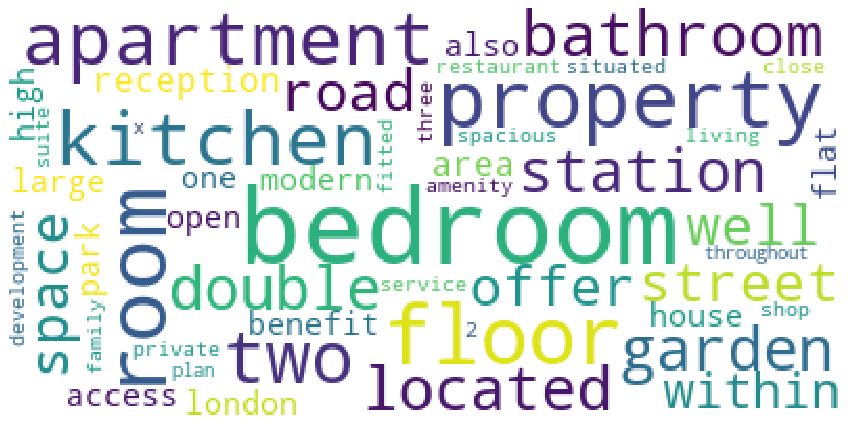 apartment
also
bathroom
reception
restaurant
situated
close
road
three
property
high
suite
kitchen
x
fitted
spacious
living
flat
large
one
modern
area
amenity
station
room
open
bedroom
well
development
space
park
throughout
double
service
offer
street
family
benefit
2
floor
house
shop
private
plan
two
garden
access
london
located
within